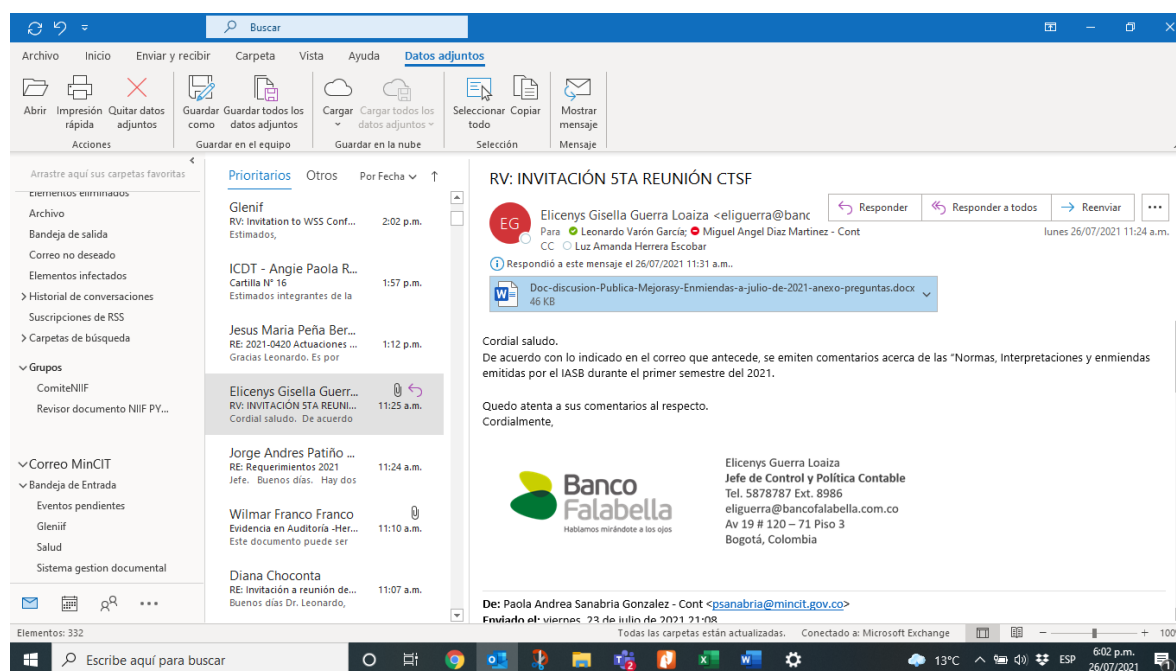 Buscar
Archivo Inicio Enviar y recibir Carpeta Vista Ayuda Datos adjuntos
Abrir Impresión rápida Quitar datos adjuntos Guardar como Guardar todos los datos adjuntos Cargar Cargar todos los datos adjuntos Seleccionar todo Copiar Mostrar mensaje
Acciones Guardar en el equipo Guardar en la nube Selección Mensaje
Arrastre aquí sus carpetas favoritas
Elementos eliminados
Archivo
Bandeja de salida
Correo no deseado
Elementos infectados
Historial de conversaciones
Suscripciones de RSS
Carpetas de búsqueda
Grupos
ComiteNIIF
Revisor documento NIIF PY...
Correo MinCIT
Bandeja de Entrada
Eventos pendientes
Gleniif
Salud
Sistema gestion documental
Prioritarios Otros Por Fecha
Glenif
RV: Invitation to WSS Conf... 2:02 p.m.
Estimados,
ICDT - Angie Paola R...
Cartilla N° 16 1:57 p.m.
Estimados integrantes de la
Jesus Maria Peña Ber...
RE: 2021-0420 Actuaciones ... 1:12 p.m.
Gracias Leonardo. Es por
Elicenys Gisella Guerr...
RV: INVITACIÓN 5TA REUNI... 11:25 a.m.
Cordial saludo. De acuerdo
Jorge Andres Patiño ...
RE: Requerimientos 2021 11:24 a.m.
Jefe. Buenos días. Hay dos
Wilmar Franco Franco
Evidencia en Auditoría -Her... 11:10 a.m.
Este documento puede ser
Diana Choconta
RE: Invitación a reunión de... 11:07 a.m.
Buenos días Dr. Leonardo,
RV: INVITACIÓN 5TA REUNIÓN CTSF
EG
Elicenys Gisella Guerra Loaiza <eliguerra@banc
Responder Responder a todos Reenviar
Para Leonardo Varón García; Miguel Angel Diaz Martinez - Cont
lunes 26/07/2021 11:24 a.m.
CC Luz Amanda Herrera Escobar
Respondió a este mensaje el 26/07/2021 11:31 a.m..
Doc-discusion-Publica-Mejorasy-Enmiendas-a-julio-de-2021-anexo-preguntas.docx
46 KB
Cordial saludo.
De acuerdo con lo indicado en el correo que antecede, se emiten comentarios acerca de las "Normas, Interpretaciones y enmiendas
emitidas por el IASB durante el primer semestre del 2021.
Quedo atenta a sus comentarios al respecto.
Cordialmente,
Banco
Falabella
Hablamos mirándote a los ojos
Elicenys Guerra Loaiza
Jefe de Control y Política Contable
Tel. 5878787 Ext. 8986
eliguerra@bancofalabella.com.co
Av 19 # 120 – 71 Piso 3
Bogotá, Colombia
De: Paola Andrea Sanabria Gonzalez - Cont <psanabria@mincit.gov.co>
Enviado el: viernes, 23 de julio de 2021 21:08
Elementos: 332
Todas las carpetas están actualizadas. Conectado a: Microsoft Exchange
100%
Escribe aquí para buscar
13°C ESP 6:02 p.m.
26/07/2021